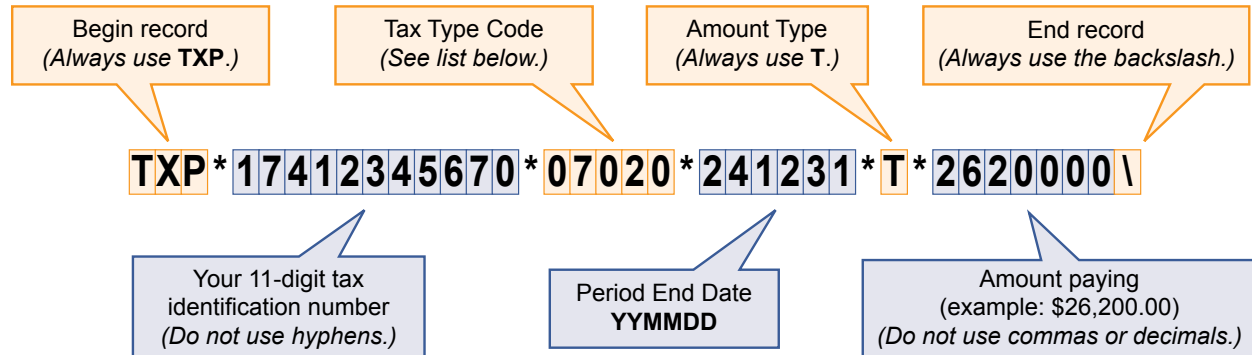 Begin record
(Always use TXP.)
Tax Type Code
(See list below.)
Amount Type
(Always use T.)
End record
(Always use the backslash.)
TXP*17412345670*07020*241231*T*2620000\
Your 11-digit tax
identification number
(Do not use hyphens.)
Period End Date
YYMMDD
Amount paying
(example: $26,200.00)
(Do not use commas or decimals.)